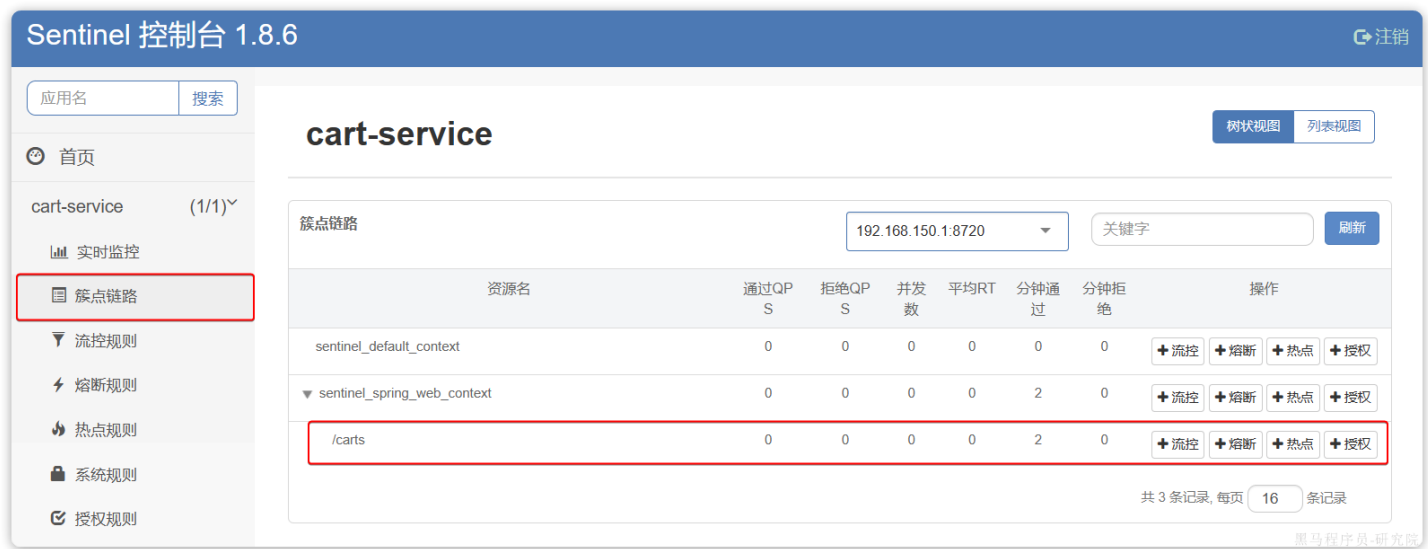 Sentinel 控制台 1.8.6
注销
应用名 搜索
首页
cart-service (1/1)
实时监控
簇点链路
流控规则
熔断规则
热点规则
系统规则
授权规则
cart-service
树状视图 列表视图
簇点链路 192.168.150.1:8720 关键字 刷新
资源名 通过QPS 拒绝QPS 并发数 平均RT 分钟通过 分钟拒绝 操作
sentinel_default_context 0 0 0 0 0 0 流控 熔断 热点 授权
sentinel_spring_web_context 0 0 0 0 2 0 流控 熔断 热点 授权
/carts 0 0 0 0 2 0 流控 熔断 热点 授权
共 3 条记录, 每页 16 条记录
黑马程序员-研究院